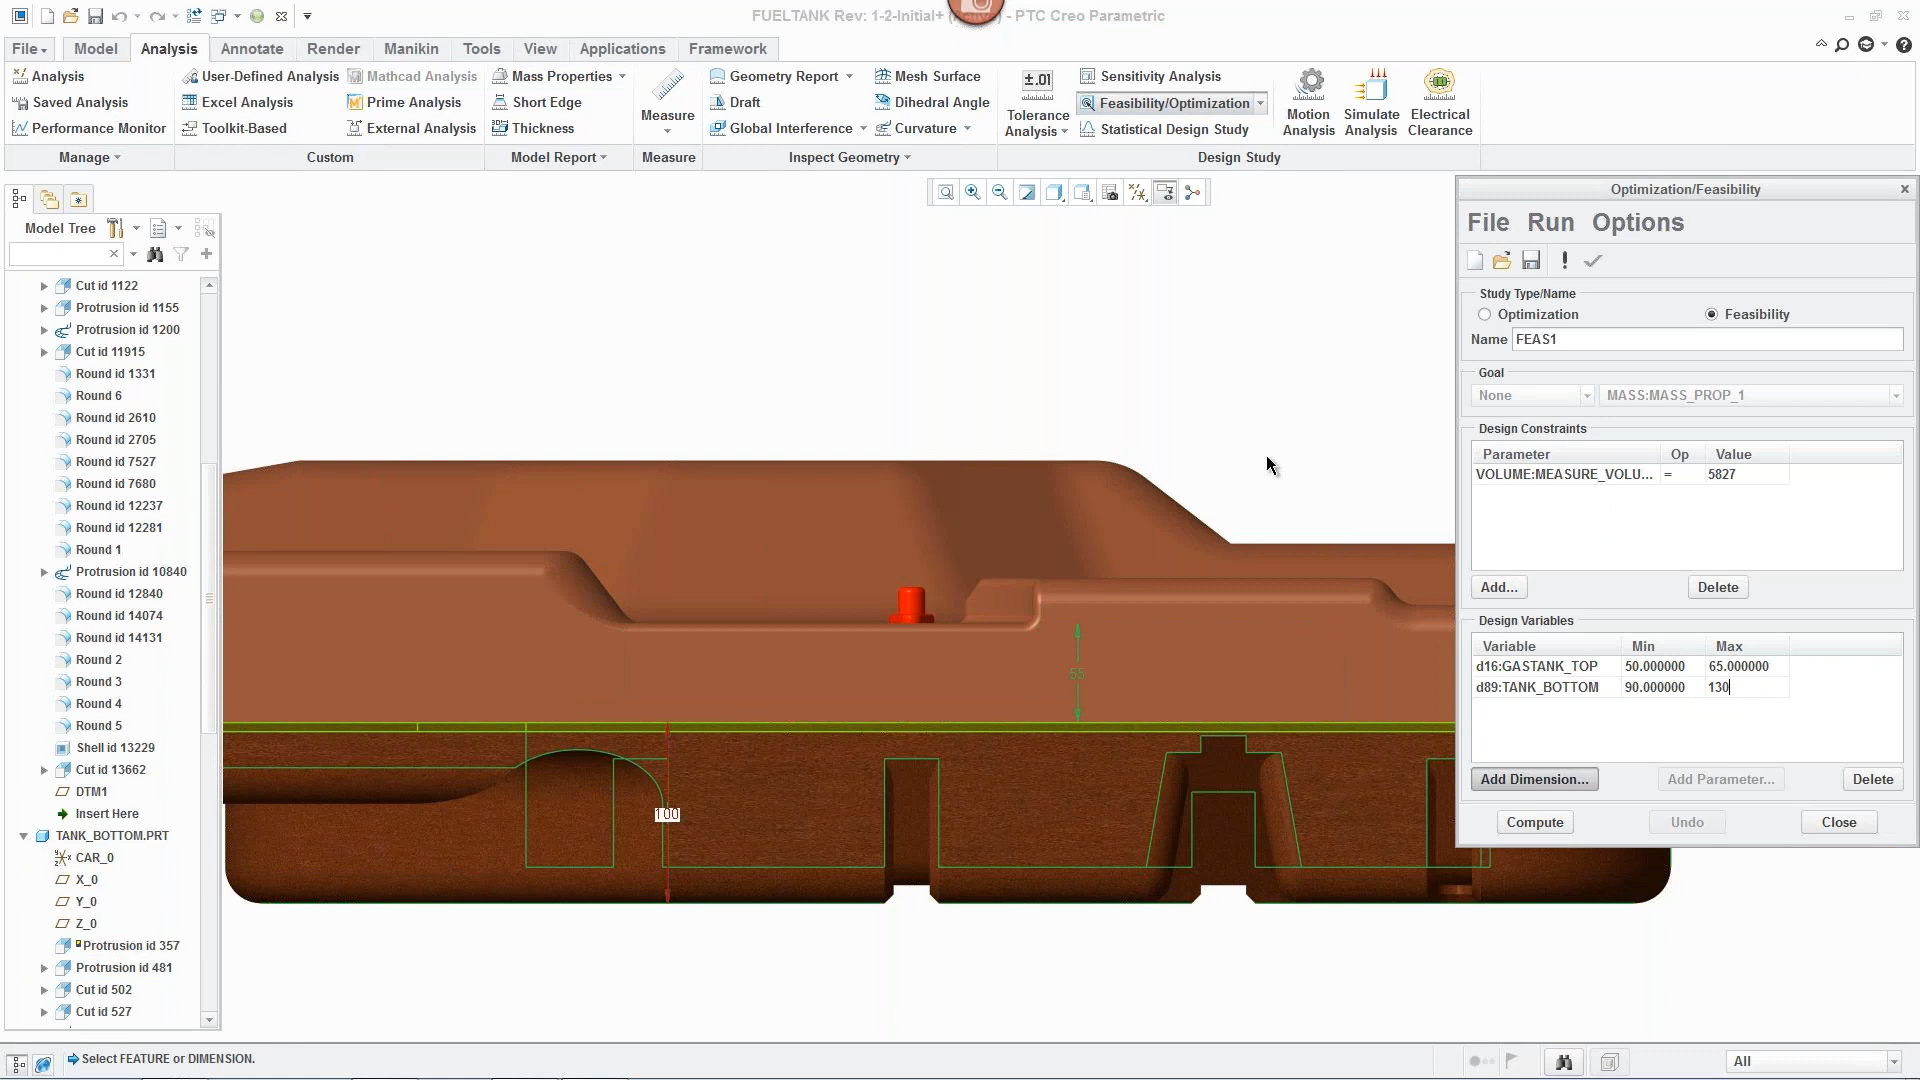 FUELTANK Rev: 1-2-Initial+ (Active) - PTC Creo Parametric
File Model Analysis Annotate Render Manikin Tools View Applications Framework
Analysis User-Defined Analysis Mathcad Analysis Mass Properties Geometry Report Mesh Surface Sensitivity Analysis
Saved Analysis Excel Analysis Prime Analysis Short Edge Draft Dihedral Angle Feasibility/Optimization
Performance Monitor Toolkit-Based External Analysis Thickness Global Interference Curvature Statistical Design Study
Measure
Tolerance Analysis
Motion Analysis
Simulate Analysis
Electrical Clearance
Manage Custom Model Report Measure Inspect Geometry Design Study
Model Tree
Cut id 1122
Protrusion id 1155
Protrusion id 1200
Cut id 11915
Round id 1331
Round 6
Round id 2610
Round id 2705
Round id 7527
Round id 7680
Round id 12237
Round id 12281
Round 1
Protrusion id 10840
Round id 12840
Round id 14074
Round id 14131
Round 2
Round 3
Round 4
Round 5
Shell id 13229
Cut id 13662
DTM1
Insert Here
TANK_BOTTOM.PRT
CAR_0
X_0
Y_0
Z_0
Protrusion id 357
Protrusion id 481
Cut id 502
Cut id 527
55
100
Optimization/Feasibility
File Run Options
Study Type/Name
Optimization Feasibility
Name FEAS1
Goal
None MASS:MASS_PROP_1
Design Constraints
Parameter Op Value
VOLUME:MEASURE_VOLU... = 5827
Add... Delete
Design Variables
Variable Min Max
d16:GASTANK_TOP 50.000000 65.000000
d89:TANK_BOTTOM 90.000000 130
Add Dimension... Add Parameter... Delete
Compute Undo Close
Select FEATURE or DIMENSION.
All